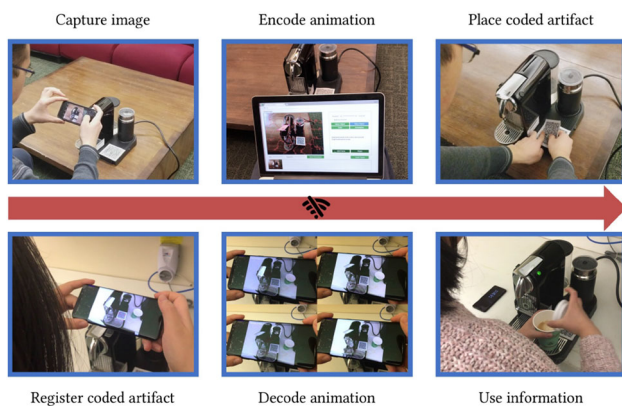 Capture image
Encode animation
Place coded artifact
Register coded artifact
Decode animation
Use information